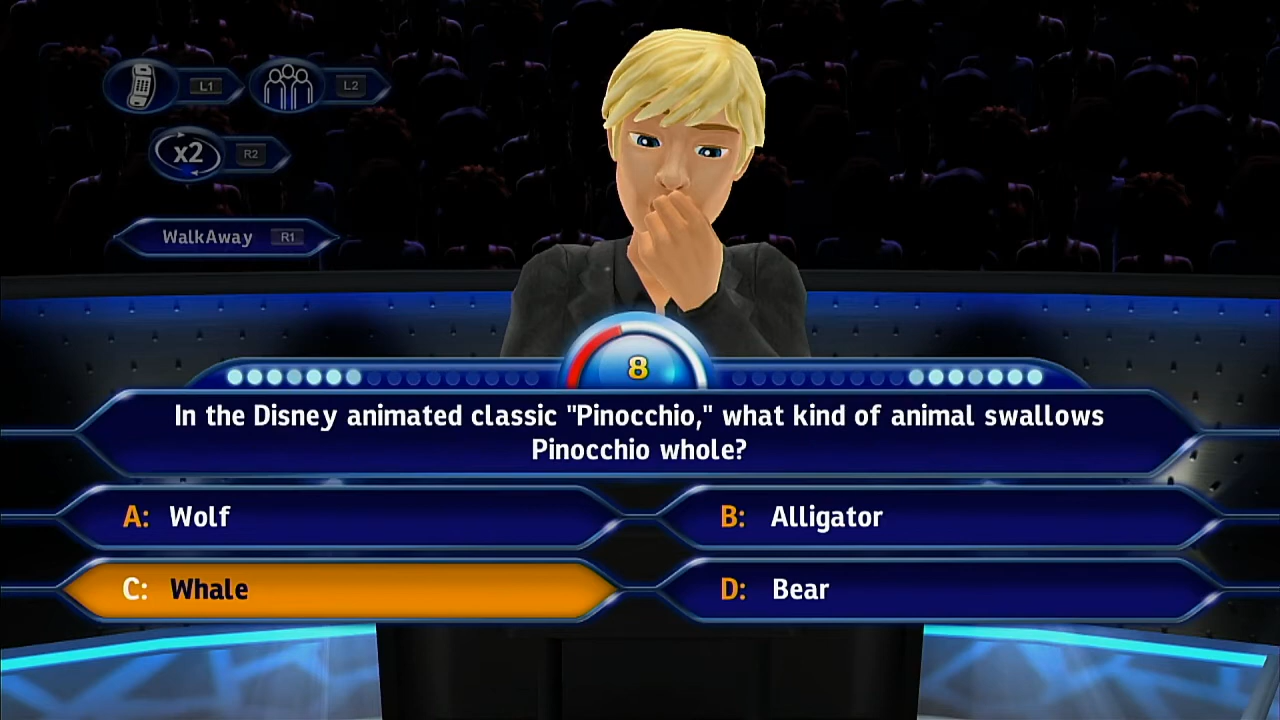 L1
L2
x2
R2
WalkAway R1
8
In the Disney animated classic "Pinocchio," what kind of animal swallows
Pinocchio whole?
A: Wolf
B: Alligator
C: Whale
D: Bear